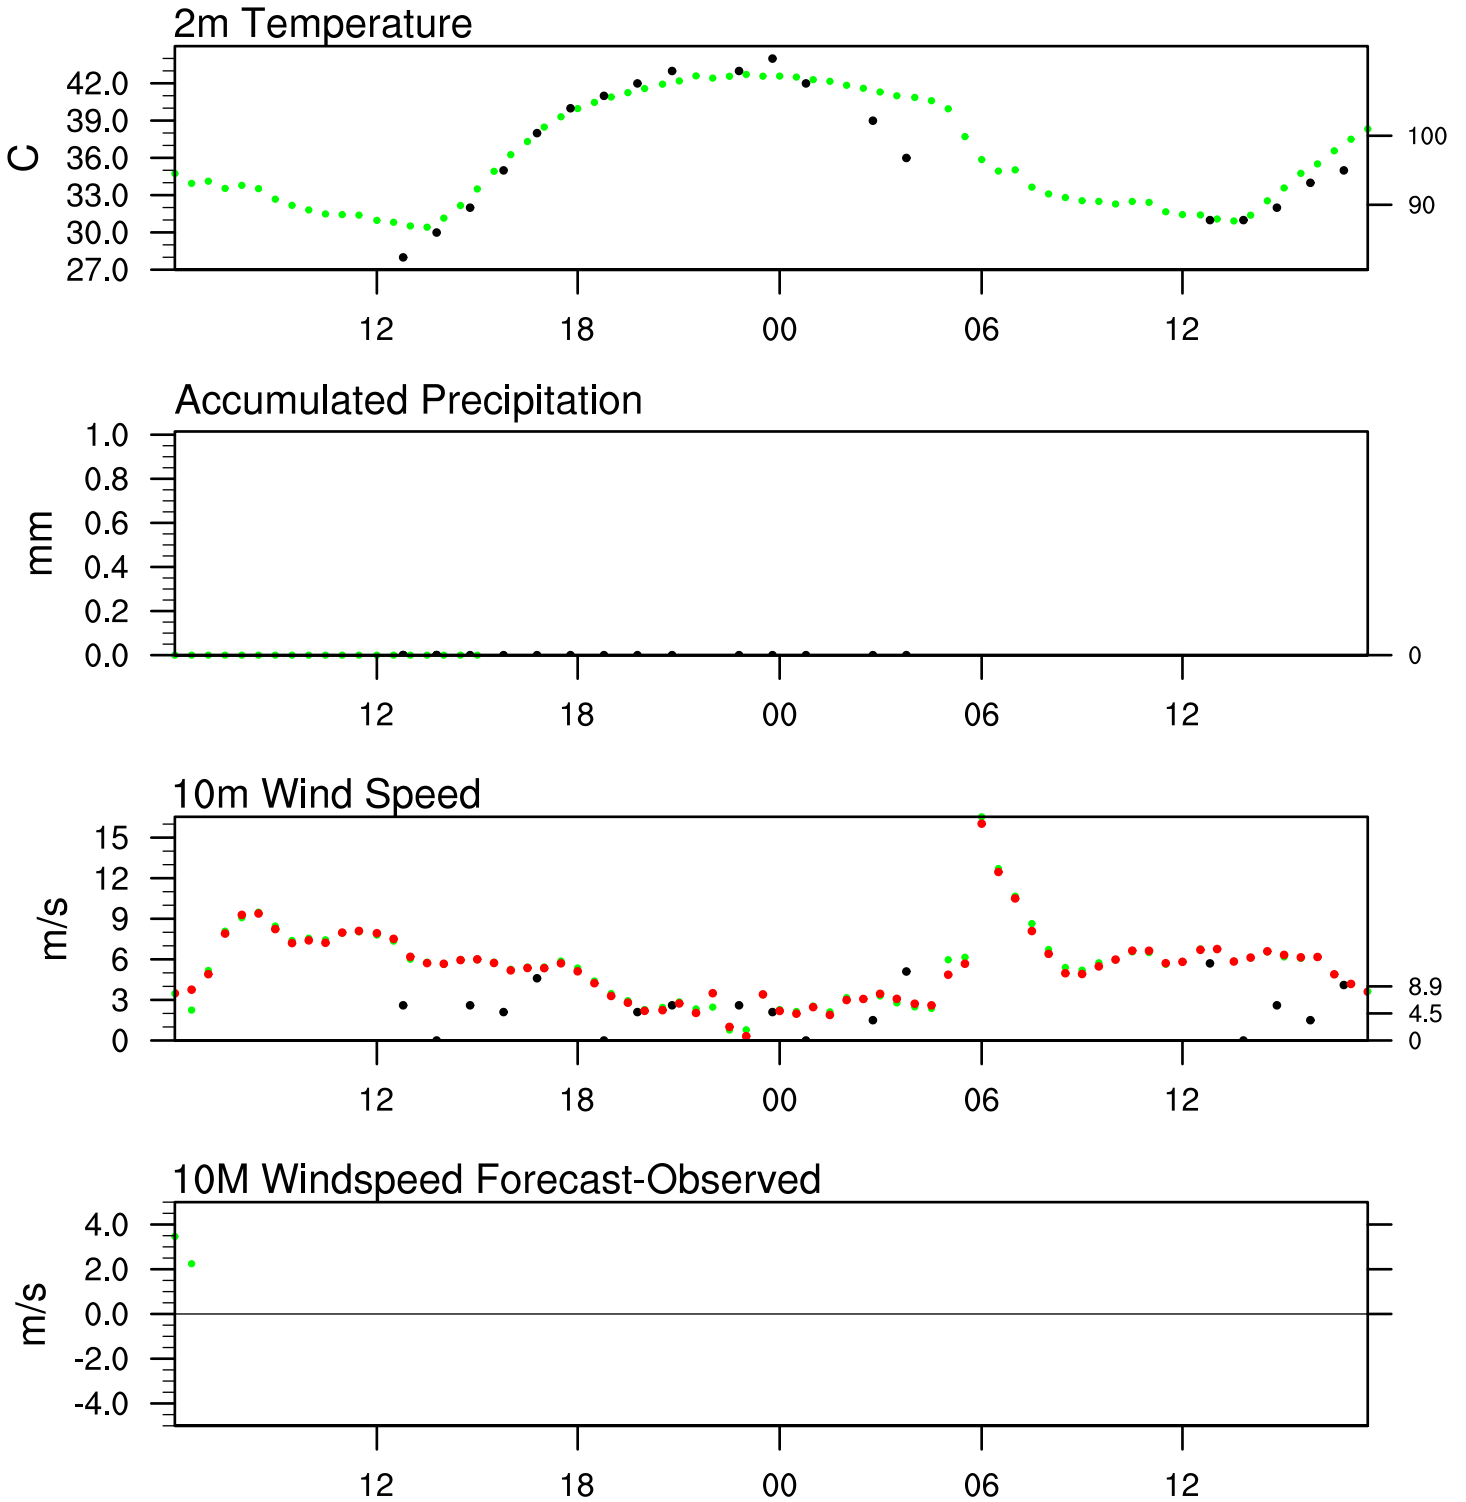 2m Temperature
C
42.0
39.0
36.0
33.0
30.0
27.0
100
90
12 18 00 06 12
Accumulated Precipitation
mm
1.0
0.8
0.6
0.4
0.2
0.0
0
12 18 00 06 12
10m Wind Speed
m/s
15
12
9
6
3
0
8.9
4.5
0
12 18 00 06 12
10M Windspeed Forecast-Observed
m/s
4.0
2.0
0.0
-2.0
-4.0
12 18 00 06 12